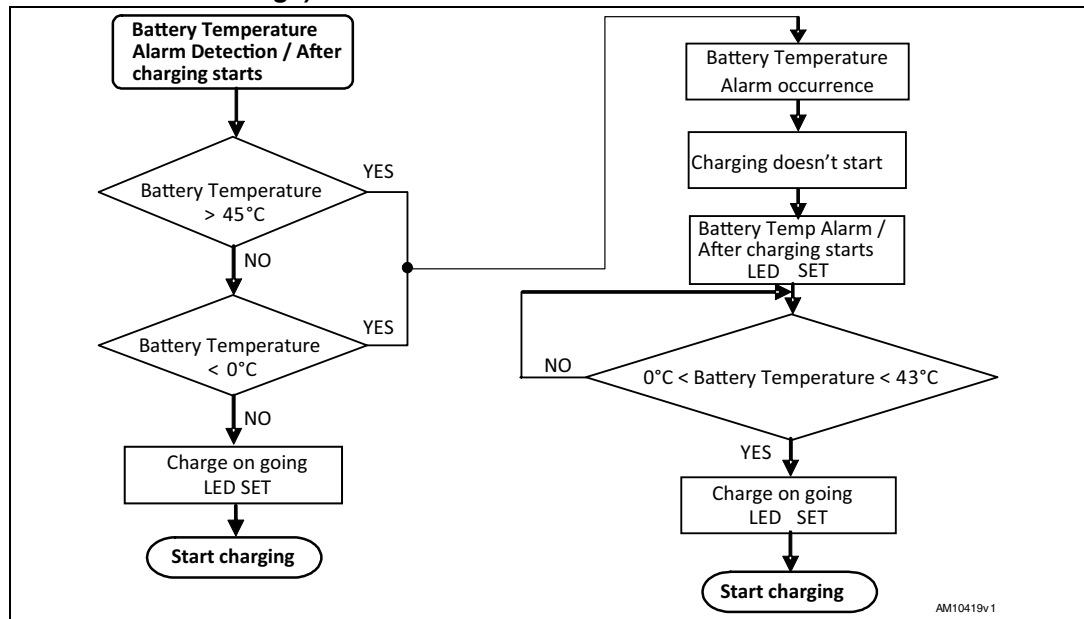 Battery Temperature
Alarm Detection / After
charging starts
Battery Temperature
> 45°C
YES
NO
Battery Temperature
< 0°C
YES
NO
Charge on going
LED SET
Start charging
Battery Temperature
Alarm occurrence
Charging doesn't start
Battery Temp Alarm /
After charging starts
LED SET
0°C < Battery Temperature < 43°C
NO
YES
Charge on going
LED SET
Start charging
AM10419v1